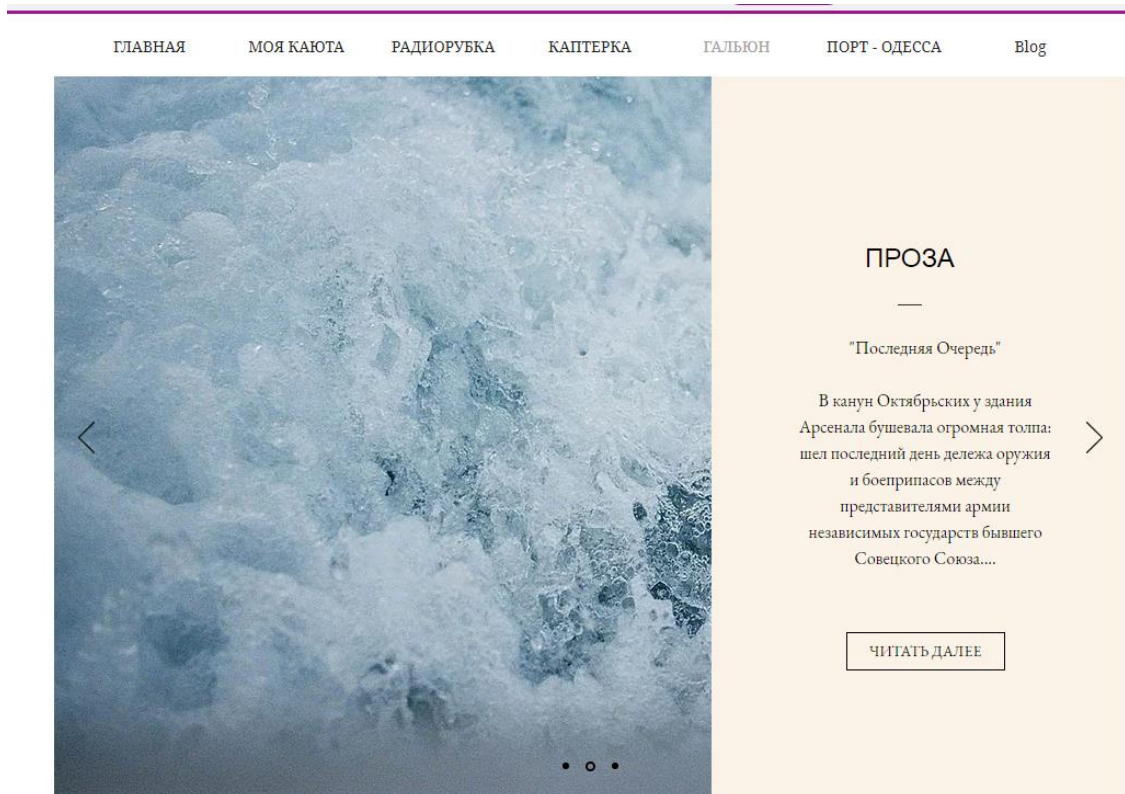 ГЛАВНАЯ МОЯ КАЮТА РАДИОРУБКА КАПТЕРКА ГАЛЬЮН ПОРТ - ОДЕССА Blog
ПРОЗА
"Последняя Очередь"
В канун Октябрьских у здания
Арсенала бушевала огромная толпа:
шел последний день дележа оружия
и боеприпасов между
представителями армии
независимых государств бывшего
Совецкого Союза....
ЧИТАТЬ ДАЛЕЕ